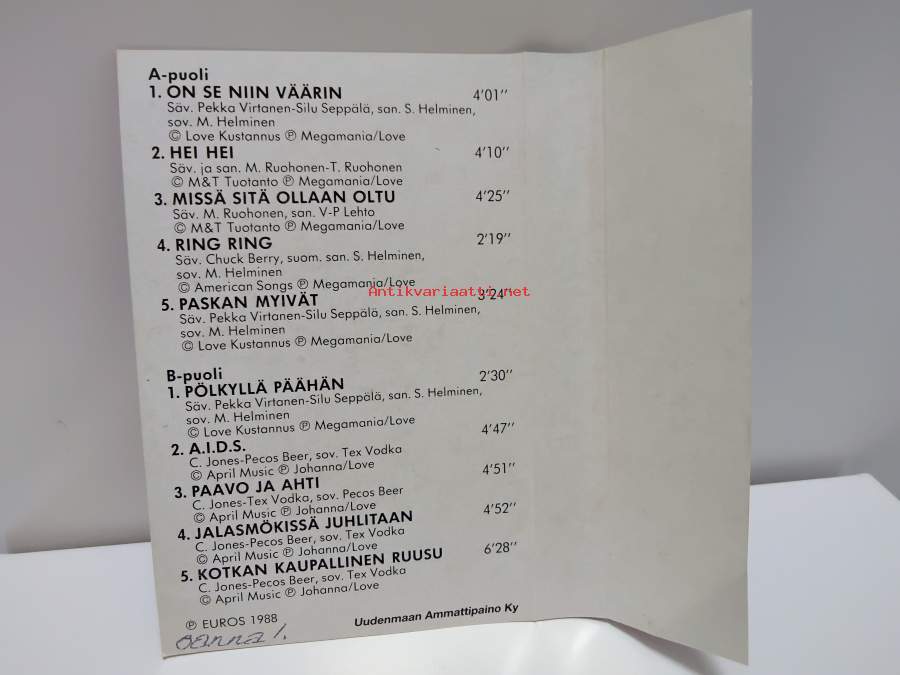 A-puoli
1. ON SE NIIN VÄÄRIN 4'01''
Säv. Pekka Virtanen-Silu Seppälä, san. S. Helminen,
sov. M. Helminen
© Love Kustannus ℗ Megamania/Love
2. HEI HEI 4'10''
Säv. ja san. M. Ruohonen-T. Ruohonen
© M&T Tuotanto ℗ Megamania/Love
3. MISSÄ SITÄ OLLAAN OLTU 4'25''
Säv. M. Ruohonen, san. V-P Lehto
© M&T Tuotanto ℗ Megamania/Love
4. RING RING 2'19''
Säv. Chuck Berry, suom. san. S. Helminen,
sov. M. Helminen
© American Songs ℗ Megamania/Love
Antikvariaatti.net
5. PASKAN MYIVÄT 3'24''
Säv. Pekka Virtanen-Silu Seppälä, san. S. Helminen,
sov. M. Helminen
© Love Kustannus ℗ Megamania/Love
B-puoli
1. PÖLKYLLÄ PÄÄHÄN 2'30''
Säv. Pekka Virtanen-Silu Seppälä, san. S. Helminen,
sov. M. Helminen
© Love Kustannus ℗ Megamania/Love
2. A.I.D.S. 4'47''
C. Jones-Pecos Beer, sov. Tex Vodka
© April Music ℗ Johanna/Love
3. PAAVO JA AHTI 4'51''
C. Jones-Tex Vodka, sov. Pecos Beer
© April Music ℗ Johanna/Love
4. JALASMÖKISSÄ JUHLITAAN 4'52''
C. Jones-Pecos Beer, sov. Tex Vodka
© April Music ℗ Johanna/Love
5. KOTKAN KAUPALLINEN RUUSU 6'28''
C. Jones-Pecos Beer, sov. Tex Vodka
© April Music ℗ Johanna/Love
℗ EUROS 1988
Uudenmaan Ammattipaino Ky